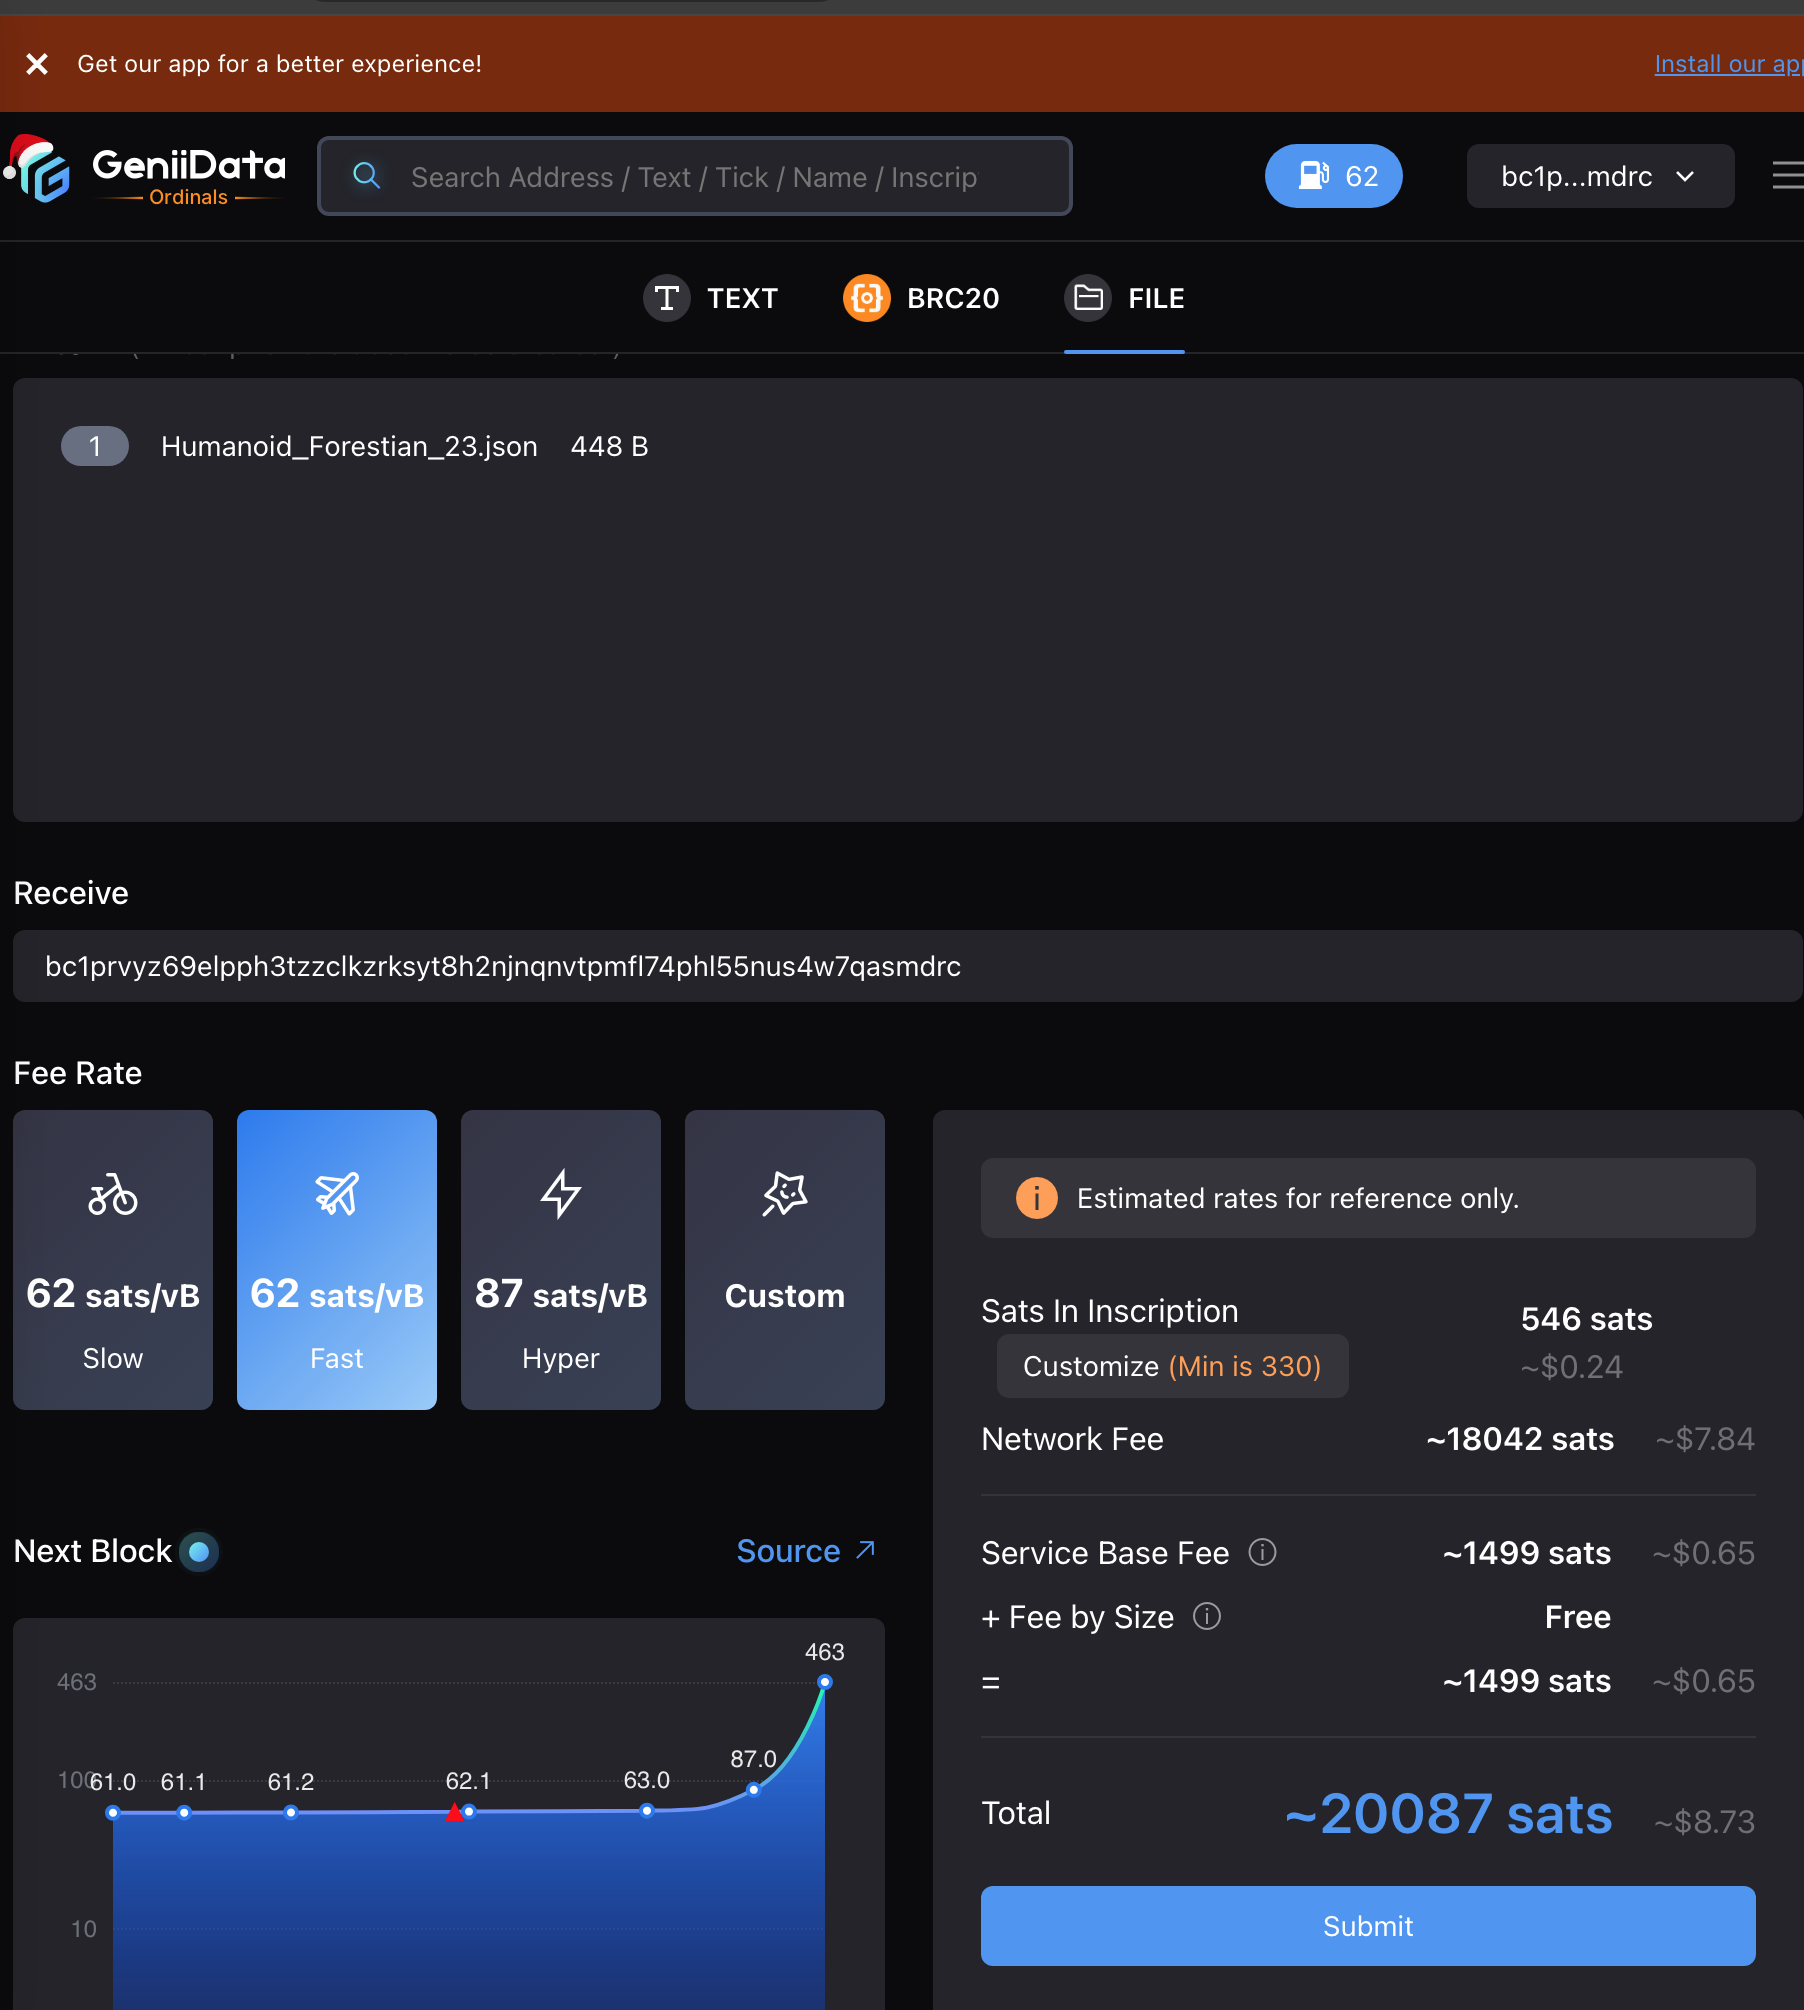 Get our app for a better experience!
Install our app
GeniiData
Ordinals
Search Address / Text / Tick / Name / Inscrip
62
bc1p...mdrc
TEXT
BRC20
FILE
1 Humanoid_Forestian_23.json 448 B
Receive
bc1prvyz69elpph3tzzclkzrksyt8h2njnqnvtpmfl74phl55nus4w7qasmdrc
Fee Rate
62 sats/vB
Slow
62 sats/vB
Fast
87 sats/vB
Hyper
Custom
Next Block
Source
463
100
10
61.0
61.1
61.2
62.1
63.0
87.0
463
Estimated rates for reference only.
Sats In Inscription 546 sats
Customize (Min is 330) ~$0.24
Network Fee ~18042 sats ~$7.84
Service Base Fee ~1499 sats ~$0.65
+ Fee by Size Free
= ~1499 sats ~$0.65
Total ~20087 sats ~$8.73
Submit